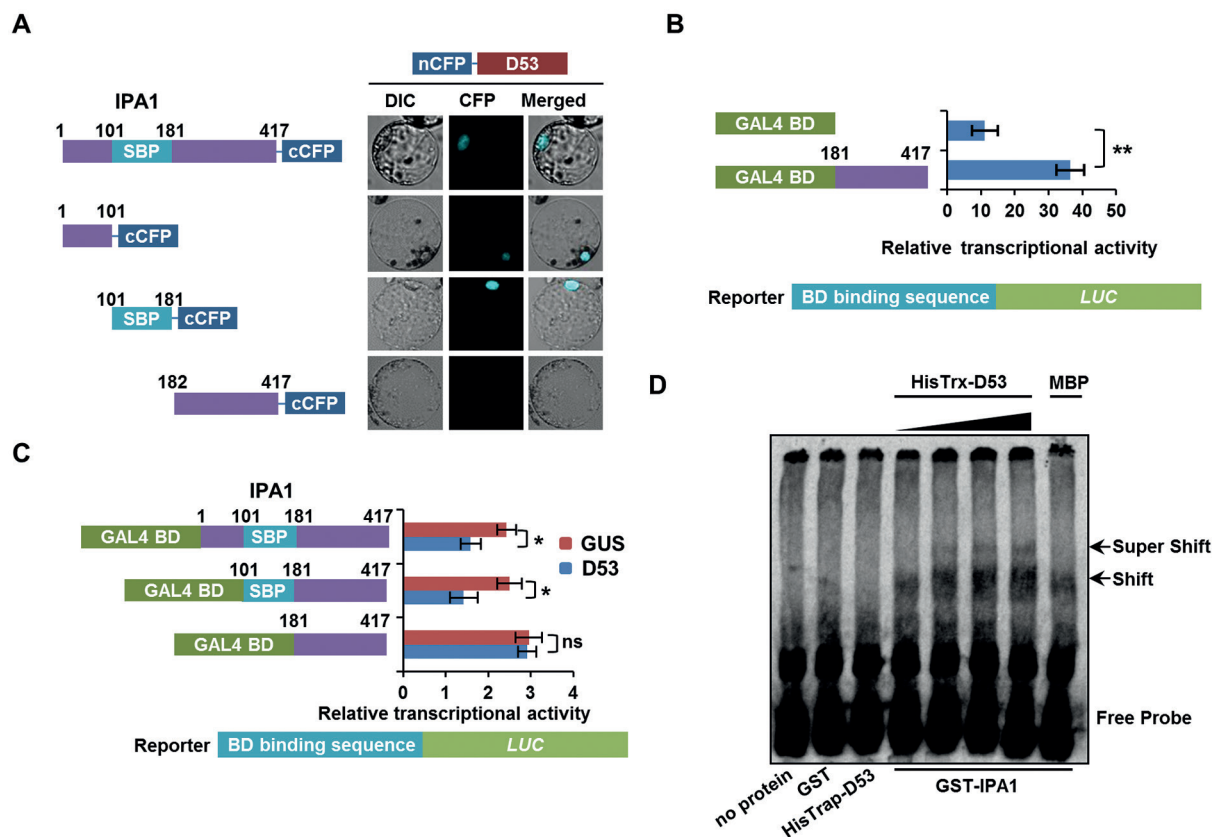 A
nCFP D53
IPA1
DIC CFP Merged
1 101 181 417
SBP cCFP
1 101
cCFP
101 181
SBP cCFP
182 417
cCFP
B
GAL4 BD
181 417
GAL4 BD
**
0 10 20 30 40 50
Relative transcriptional activity
Reporter BD binding sequence LUC
C
IPA1
1 101 181 417
GAL4 BD SBP
*
GUS
D53
101 181 417
GAL4 BD SBP
*
181 417
GAL4 BD
ns
0 1 2 3 4
Relative transcriptional activity
Reporter BD binding sequence LUC
D
HisTrx-D53 MBP
Super Shift
Shift
Free Probe
no protein
GST
HisTrap-D53
GST-IPA1